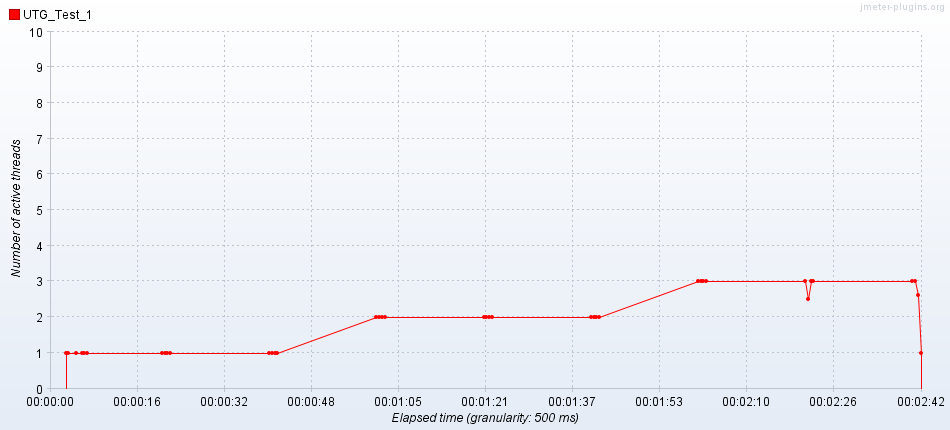 jmeter-plugins.org
UTG_Test_1
10
9
8
7
6
5
4
3
2
1
0
Number of active threads
00:00:00 00:00:16 00:00:32 00:00:48 00:01:05 00:01:21 00:01:37 00:01:53 00:02:10 00:02:26 00:02:42
Elapsed time (granularity: 500 ms)